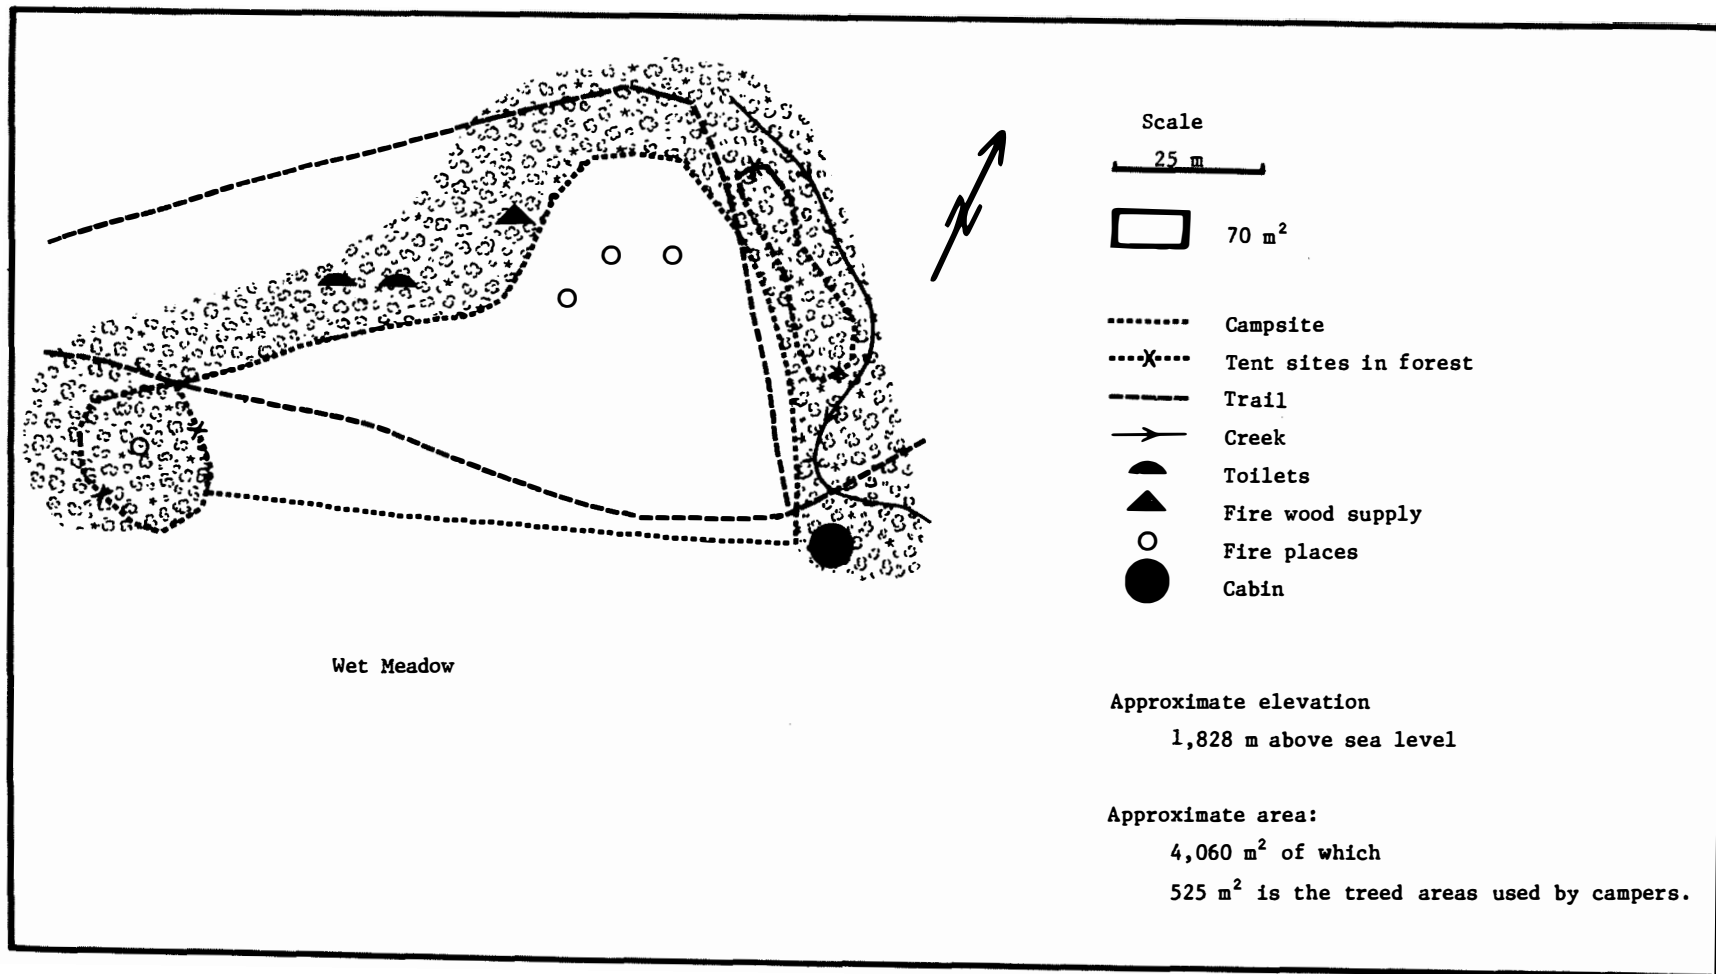 Scale
25 m
70 m²
N
Campsite
Tent sites in forest
Trail
Creek
Toilets
Fire wood supply
Fire places
Cabin
Wet Meadow
Approximate elevation
1,828 m above sea level
Approximate area:
4,060 m² of which
525 m² is the treed areas used by campers.